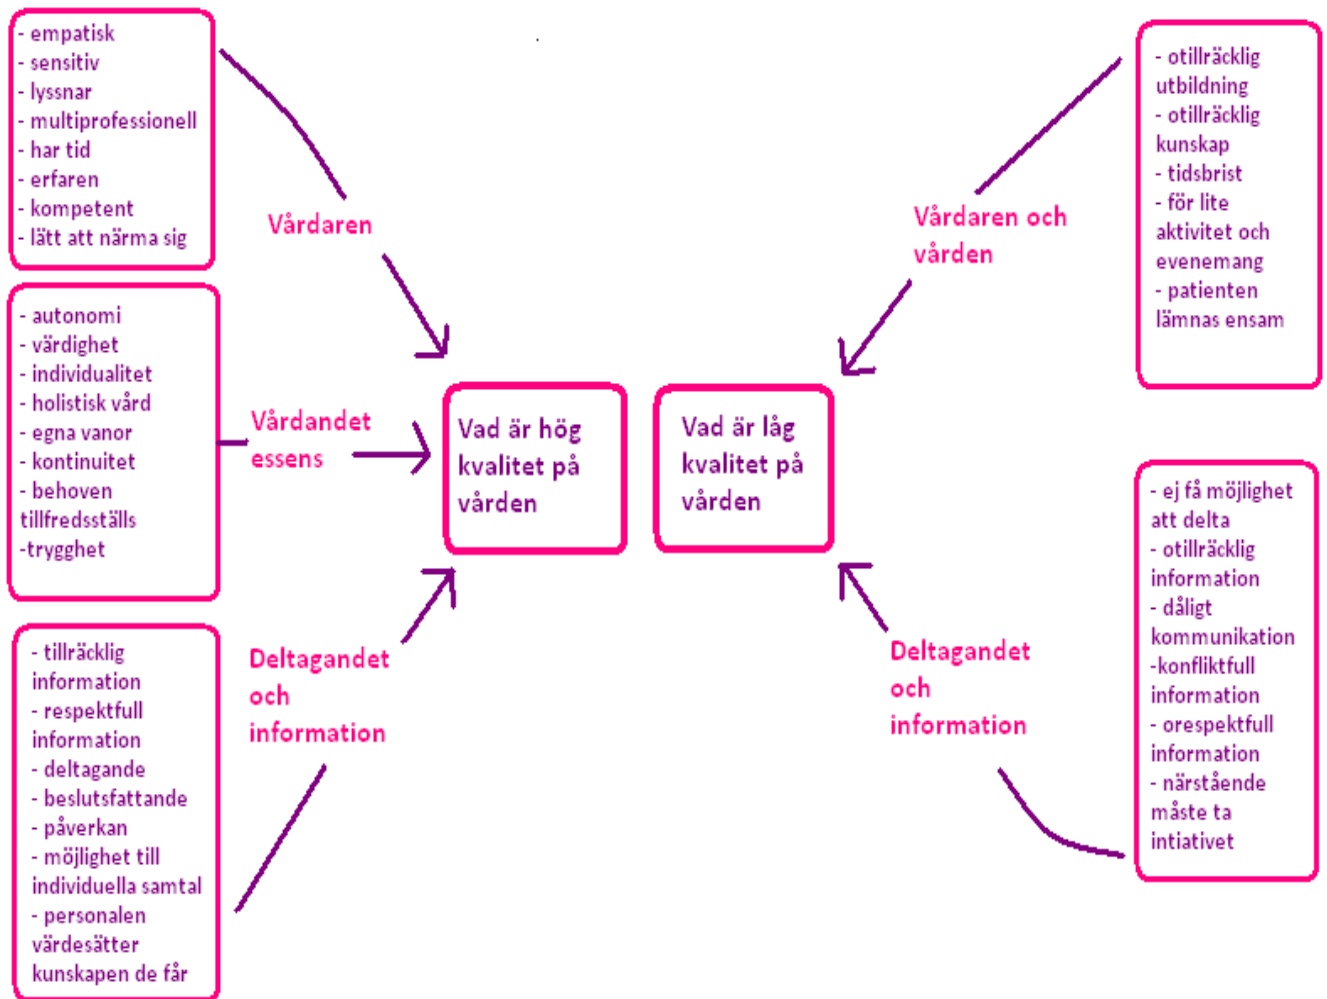 - empatisk
- sensitiv
- lyssnar
- multiprofessionell
- har tid
- erfaren
- kompetent
- lätt att närma sig
Vårdaren
- autonomi
- värdighet
- individualitet
- holistisk vård
- egna vanor
- kontinuitet
- behoven
tillfredsställs
-trygghet
Vårdandet
essens
- tillräcklig
information
- respektfull
information
- deltagande
- beslutsfattande
- påverkan
- möjlighet till
individuella samtal
- personalen
värdesätter
kunskapen de får
Deltagandet
och
information
Vad är hög
kvalitet på
vården
Vad är låg
kvalitet på
vården
Vårdaren och
vården
- otillräcklig
utbildning
- otillräcklig
kunskap
- tidsbrist
- för lite
aktivitet och
evenemang
- patienten
lämnas ensam
Deltagandet
och
information
- ej få möjlighet
att delta
- otillräcklig
information
- dåligt
kommunikation
-konfliktfull
information
- orespektfull
information
- närstående
måste ta
intiativet